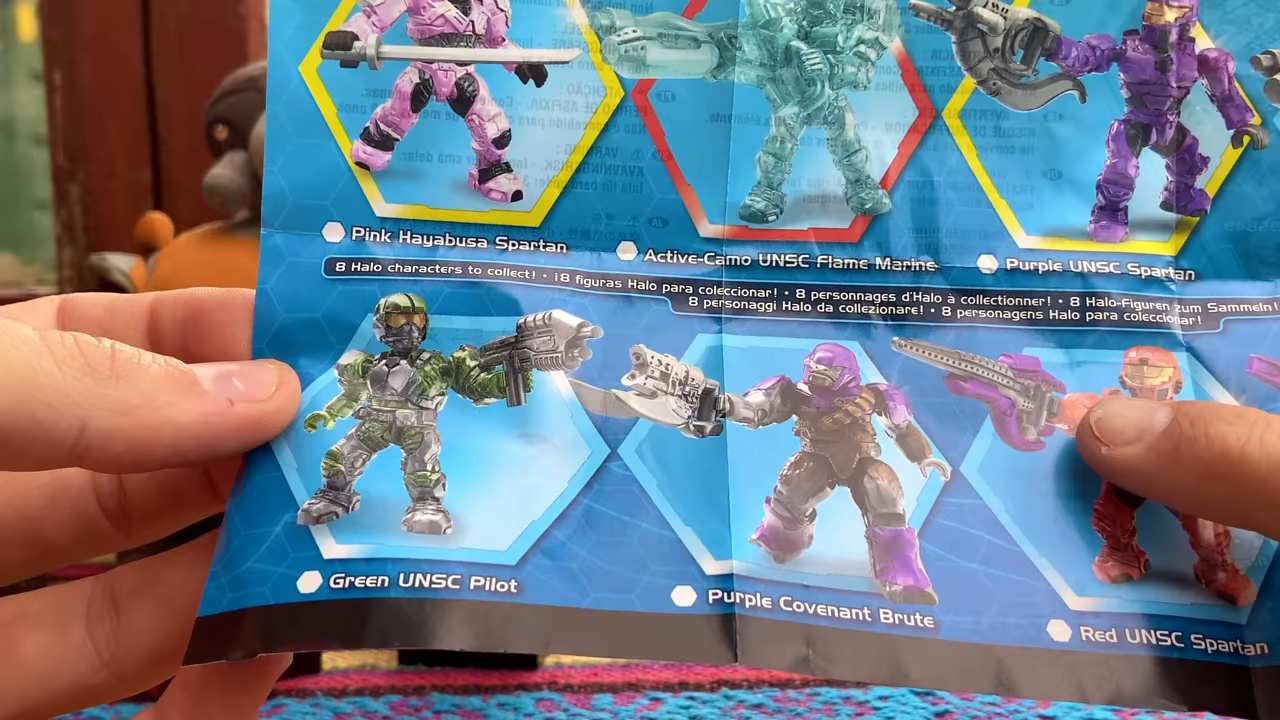 Pink Hayabusa Spartan
Active-Camo UNSC Flame Marine
Purple UNSC Spartan
8 Halo characters to collect! • ¡8 figuras Halo para coleccionar! • 8 personnages d'Halo à collectionner! • 8 Halo-Figuren zum Sammeln!
8 personaggi Halo da collezionare! • 8 personagens Halo para coleccionar!
Green UNSC Pilot
Purple Covenant Brute
Red UNSC Spartan